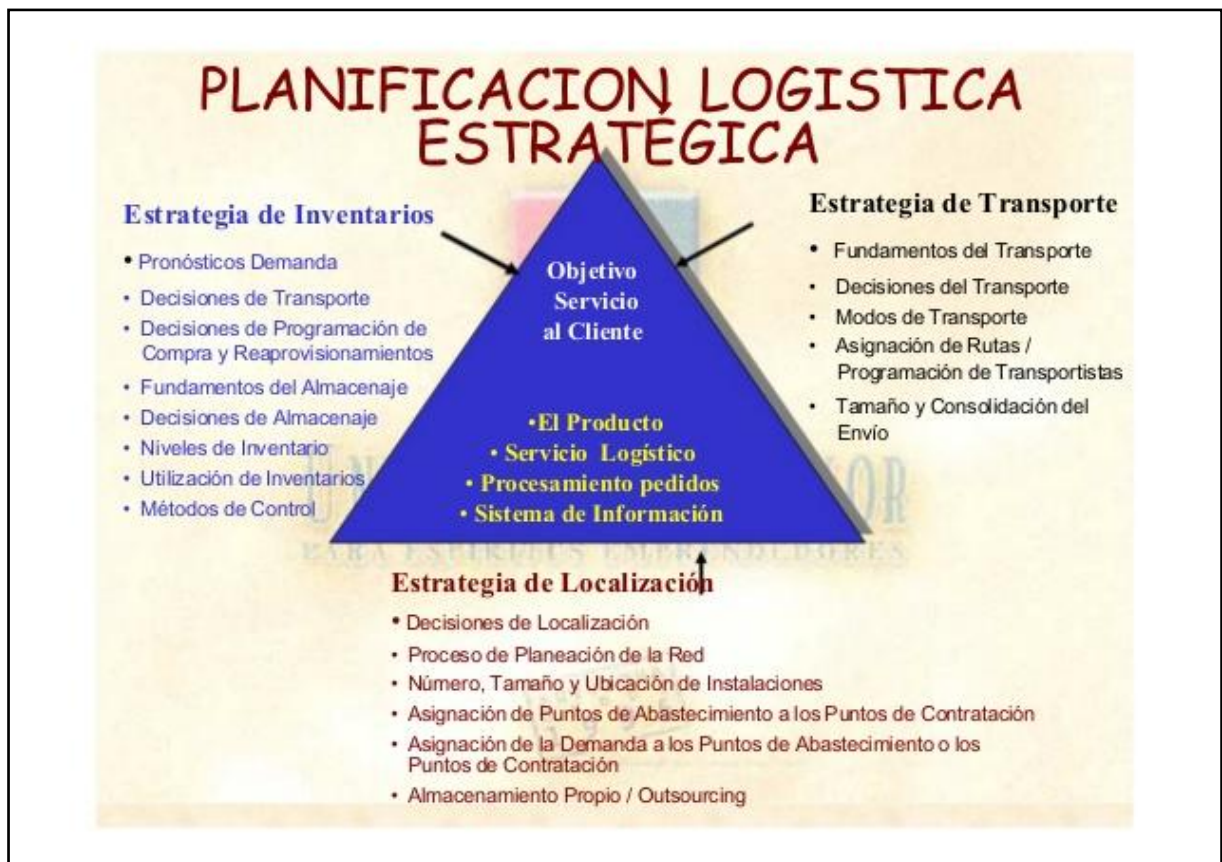 PLANIFICACION LOGISTICA
ESTRATÉGICA
Estrategia de Inventarios
• Pronósticos Demanda
• Decisiones de Transporte
• Decisiones de Programación de
Compra y Reaprovisionamientos
• Fundamentos del Almacenaje
• Decisiones de Almacenaje
• Niveles de Inventario
• Utilización de Inventarios
• Métodos de Control
Objetivo
Servicio
al Cliente
•El Producto
• Servicio Logístico
• Procesamiento pedidos
• Sistema de Información
Estrategia de Transporte
• Fundamentos del Transporte
• Decisiones del Transporte
• Modos de Transporte
• Asignación de Rutas /
Programación de Transportistas
• Tamaño y Consolidación del
Envío
PARA ESPIRITUS EMPRENDEDORES
Estrategia de Localización
• Decisiones de Localización
• Proceso de Planeación de la Red
• Número, Tamaño y Ubicación de Instalaciones
• Asignación de Puntos de Abastecimiento a los Puntos de Contratación
• Asignación de la Demanda a los Puntos de Abastecimiento o los
Puntos de Contratación
• Almacenamiento Propio / Outsourcing